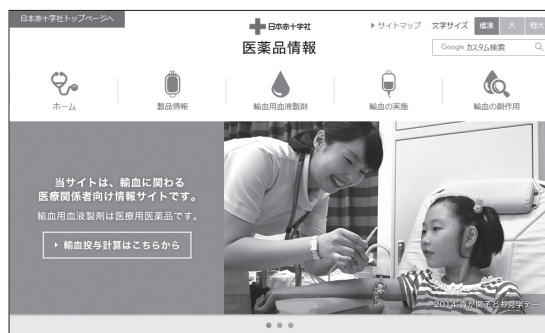 日本赤十字社トップページへ
日本赤十字社
医薬品情報
サイトマップ 文字サイズ 標準 大 特大
Google カスタム検索
ホーム 製品情報 輸血用血液製剤 輸血の実施 輸血の副作用
当サイトは、輸血に関わる
医療関係者向け情報サイトです。
輸血用血液製剤は医療用医薬品です。
輸血投与計算はこちらから
2014 霞が関子ども見学デー